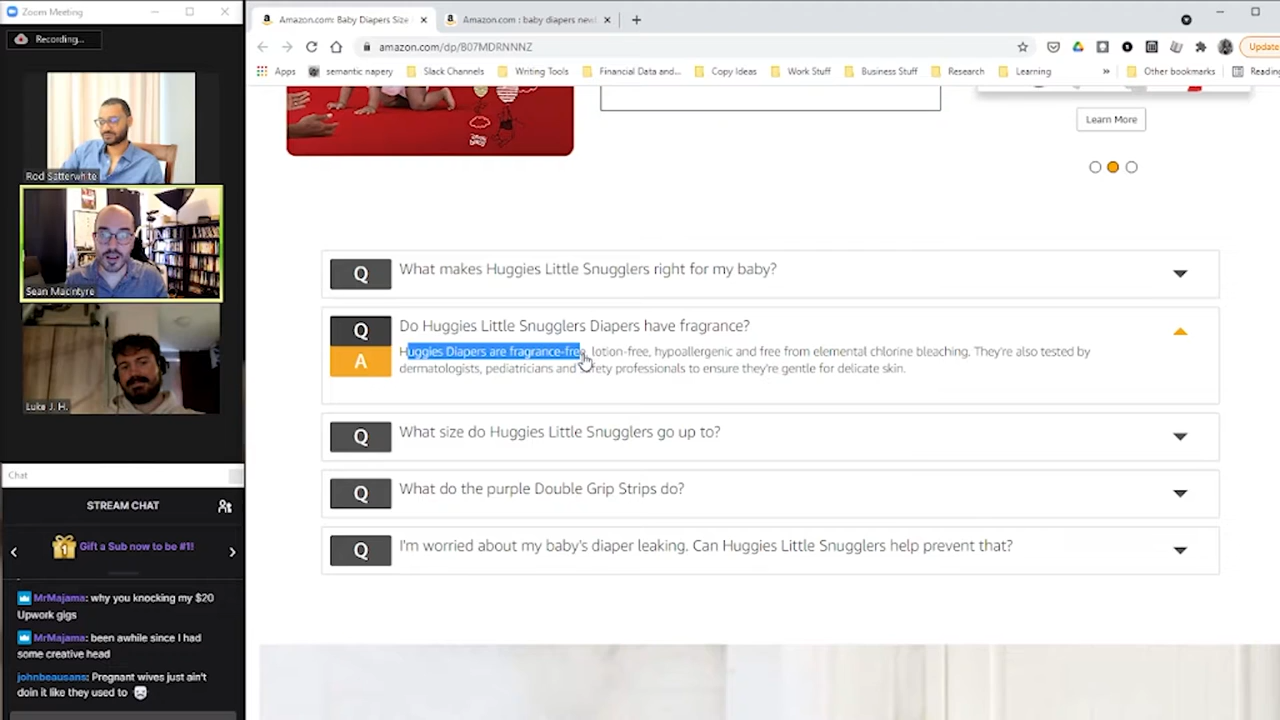 Zoom Meeting
Recording...
Rod Satterwhite
Sean MacIntyre
Luke J. H.
Chat
STREAM CHAT
Gift a Sub now to be #1!
MrMajama: why you knocking my $20
Upwork gigs
MrMajama: been awhile since I had
some creative head
johnbeausans: Pregnant wives just ain't
doin it like they used to
Amazon.com: Baby Diapers Size
Amazon.com : baby diapers newl
amazon.com/dp/B07MDRNNNZ
Update
Apps
semantic napery
Slack Channels
Writing Tools
Financial Data and...
Copy Ideas
Work Stuff
Business Stuff
Research
Learning
»
Other bookmarks
Reading
Learn More
Q What makes Huggies Little Snugglers right for my baby?
Q Do Huggies Little Snugglers Diapers have fragrance?
A Huggies Diapers are fragrance-free, lotion-free, hypoallergenic and free from elemental chlorine bleaching. They're also tested by
dermatologists, pediatricians and safety professionals to ensure they're gentle for delicate skin.
Q What size do Huggies Little Snugglers go up to?
Q What do the purple Double Grip Strips do?
Q I'm worried about my baby's diaper leaking. Can Huggies Little Snugglers help prevent that?